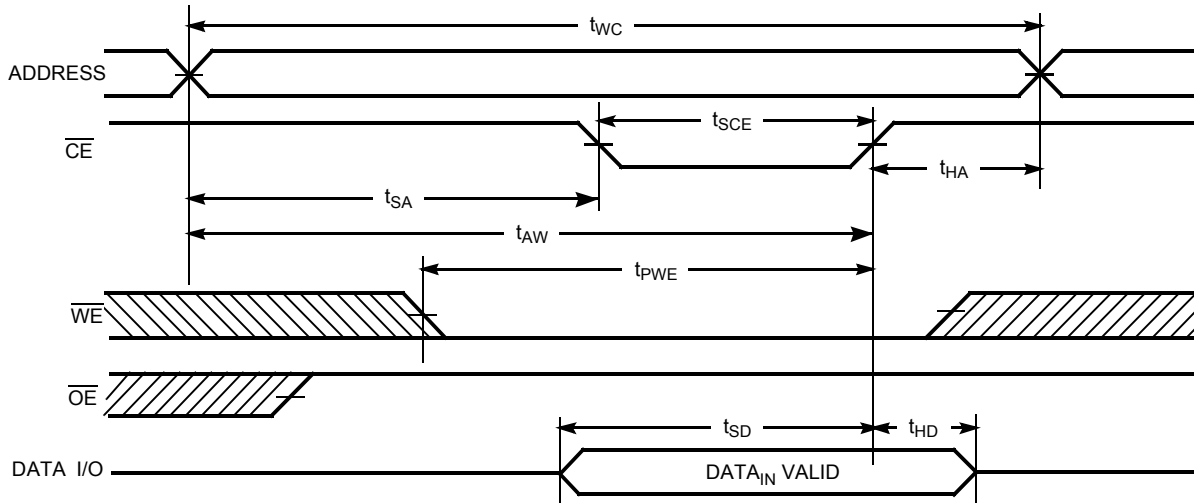 tWC
ADDRESS
tSCE
CE
tHA
tSA
tAW
tPWE
WE
OE
tSD
tHD
DATA I/O
DATAIN VALID